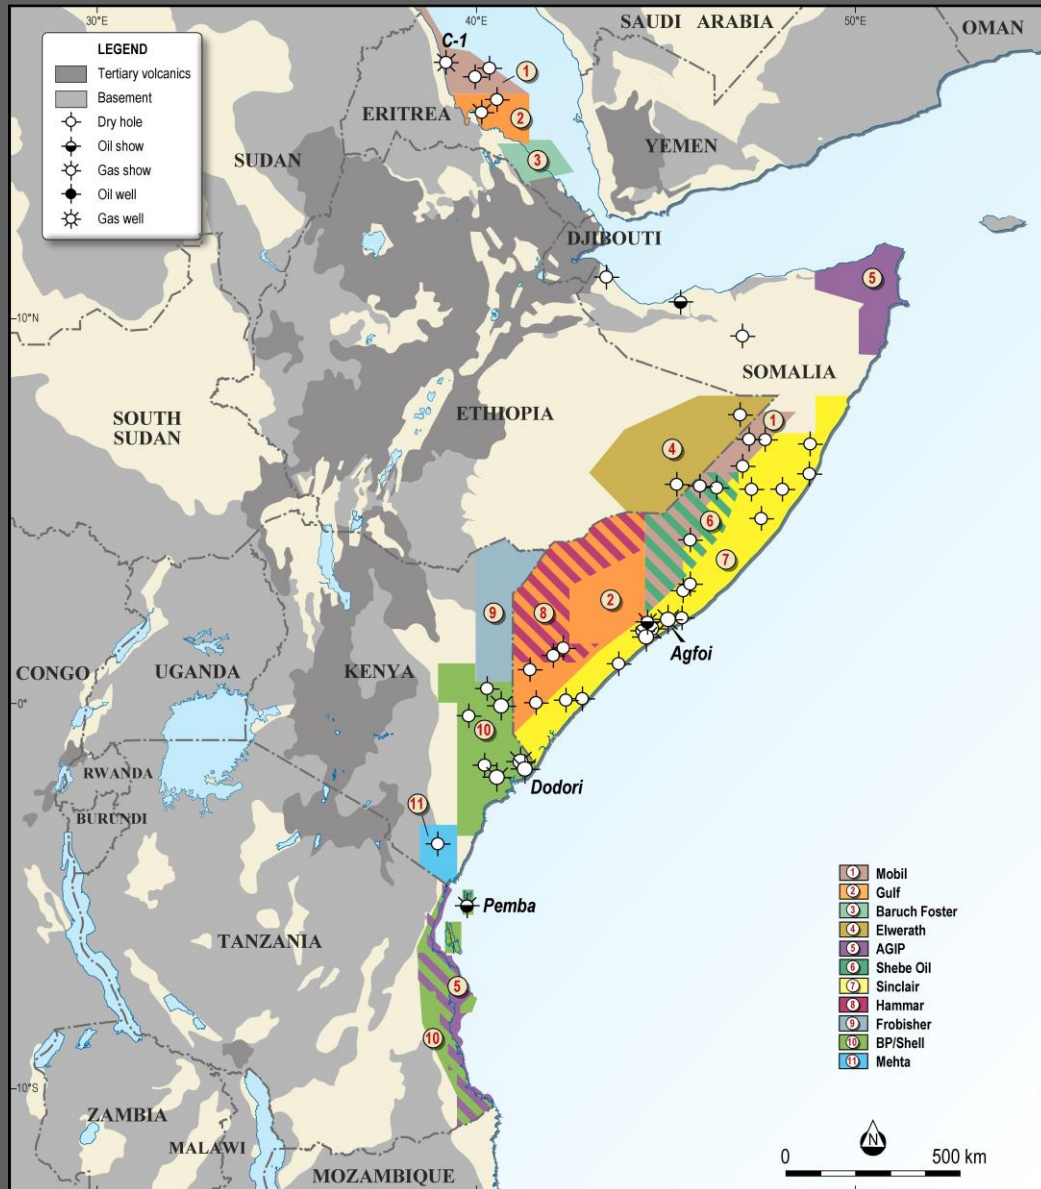 40°E
50°E
SAUDI ARABIA
OMAN
LEGEND
Tertiary volcanics
Basement
Dry hole
Oil show
Gas show
Oil well
Gas well
C-1
1
ERITREA
2
SUDAN
3
YEMEN
DJIBOUTI
5
10°N
SOMALIA
SOUTH
SUDAN
ETHIOPIA
1
4
6
7
9
8
2
Agfoi
CONGO
UGANDA
KENYA
0°
10
RWANDA
Dodori
BURUNDI
11
Pemba
TANZANIA
5
10
1 Mobil
2 Gulf
3 Baruch Foster
4 Elwerath
5 AGIP
6 Shebe Oil
7 Sinclair
8 Hammar
9 Frobisher
10 BP/Shell
11 Mehta
10°S
ZAMBIA
MALAWI
MOZAMBIQUE
N
0 500 km
30°E
40°E
50°E